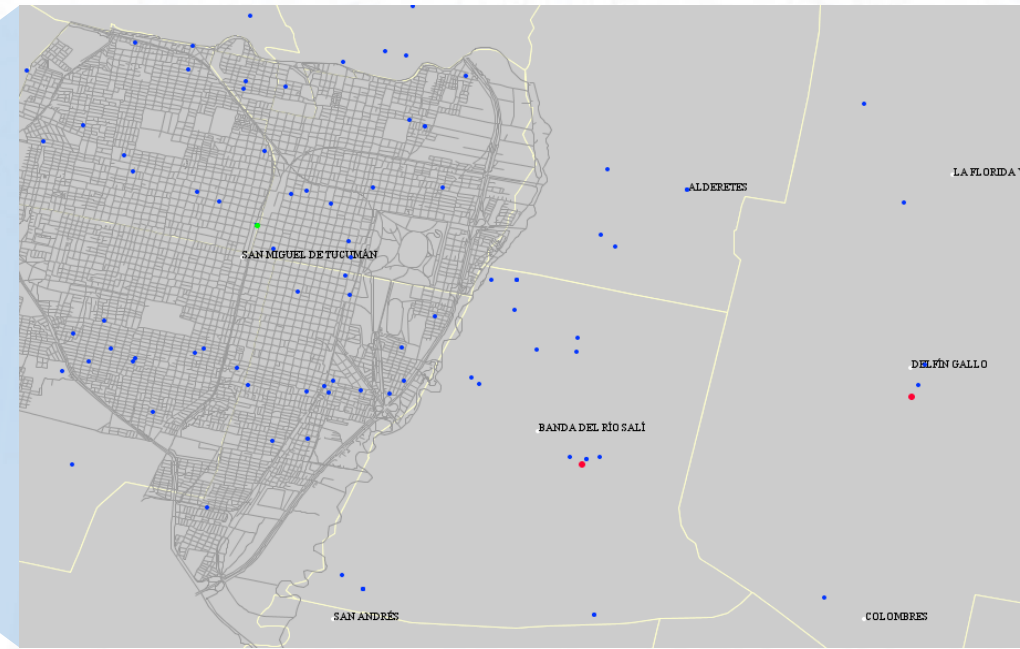 LA FLORIDA
ALDERETES
SAN MIGUEL DE TUCUMÁN
DELFÍN GALLO
BANDA DEL RÍO SALÍ
SAN ANDRÉS
COLOMBRES